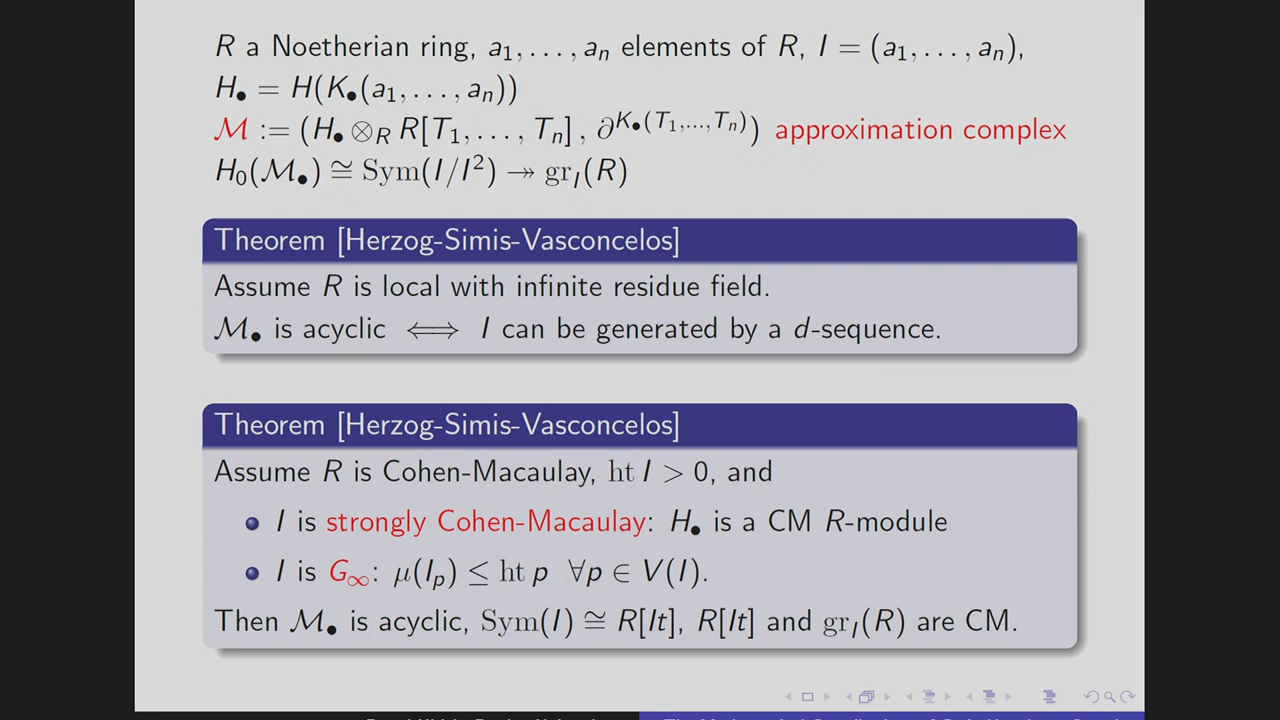 R a Noetherian ring, a₁, . . . , aₙ elements of R, I = (a₁, . . . , aₙ),
H• = H(K•(a₁, . . . , aₙ))
ℳ := (H• ⊗_R R[T₁, . . . , Tₙ] , ∂^{K•(T₁,...,Tₙ)}) approximation complex
H₀(ℳ•) ≅ Sym(I/I²) ↠ gr_I(R)
Theorem [Herzog-Simis-Vasconcelos]
Assume R is local with infinite residue field.
ℳ• is acyclic ⟺ I can be generated by a d-sequence.
Theorem [Herzog-Simis-Vasconcelos]
Assume R is Cohen-Macaulay, ht I > 0, and
I is strongly Cohen-Macaulay: H• is a CM R-module
I is G_∞: μ(I_p) ≤ ht p ∀p ∈ V(I).
Then ℳ• is acyclic, Sym(I) ≅ R[It], R[It] and gr_I(R) are CM.